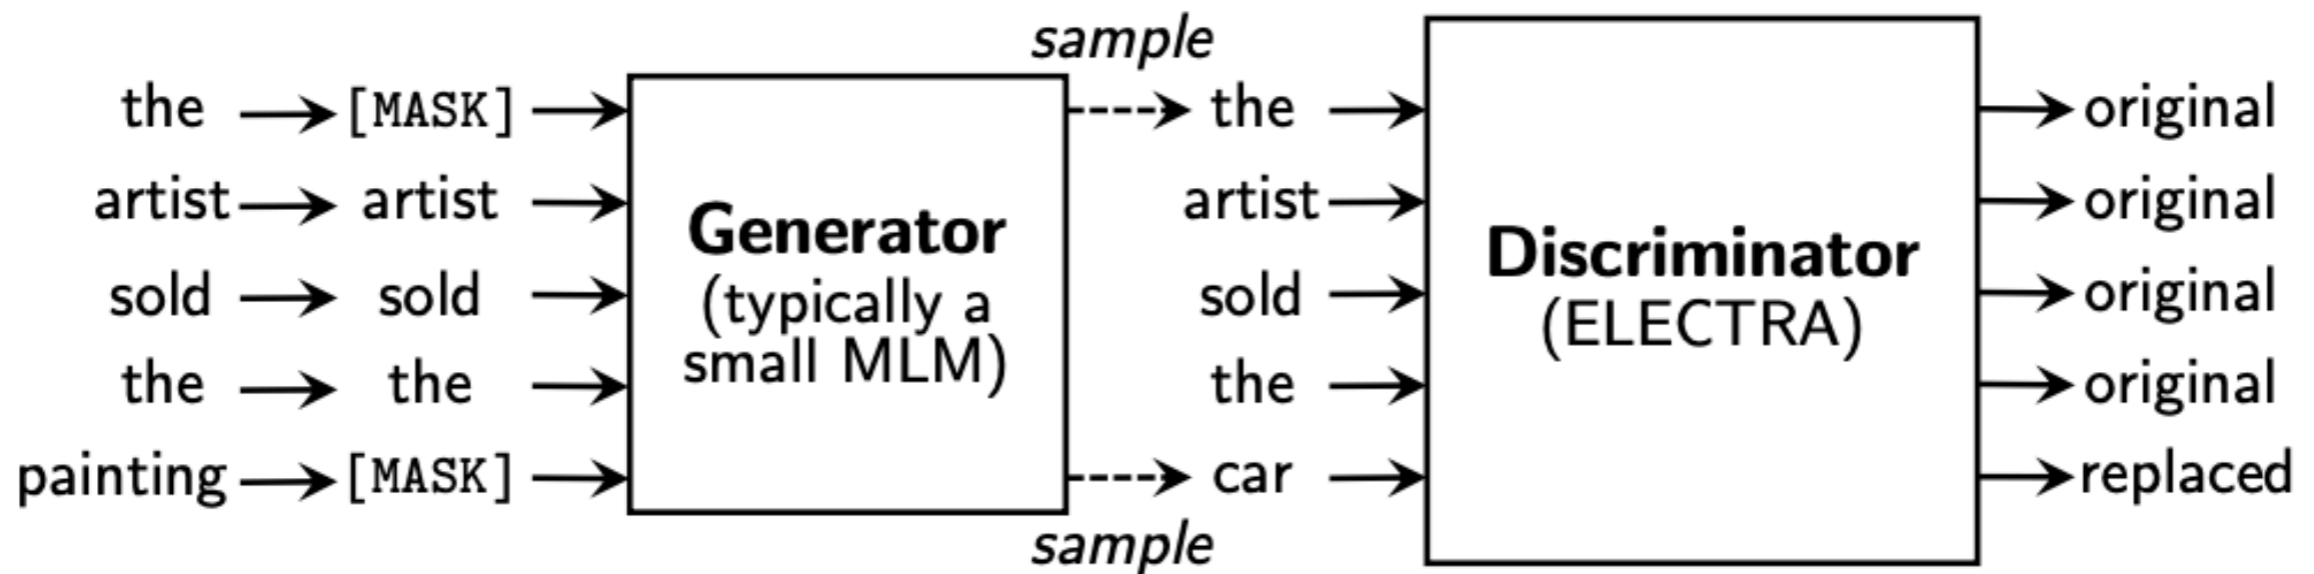 sample
the [MASK] the original
artist artist Generator artist Discriminator original
sold sold (typically a sold (ELECTRA) original
the the small MLM) the original
painting [MASK] car replaced
sample